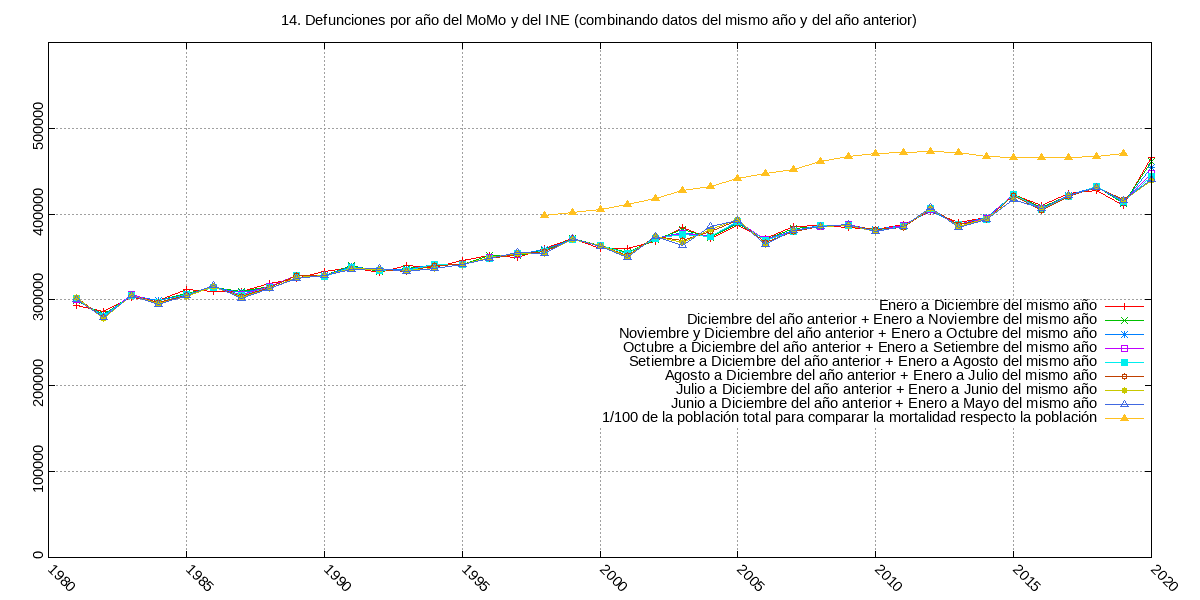 14. Defunciones por año del MoMo y del INE (combinando datos del mismo año y del año anterior)
500000
400000
300000
200000
100000
0
Enero a Diciembre del mismo año
Diciembre del año anterior + Enero a Noviembre del mismo año
Noviembre y Diciembre del año anterior + Enero a Octubre del mismo año
Octubre a Diciembre del año anterior + Enero a Setiembre del mismo año
Setiembre a Diciembre del año anterior + Enero a Agosto del mismo año
Agosto a Diciembre del año anterior + Enero a Julio del mismo año
Julio a Diciembre del año anterior + Enero a Junio del mismo año
Junio a Diciembre del año anterior + Enero a Mayo del mismo año
1/100 de la población total para comparar la mortalidad respecto la población
1980
1985
1990
1995
2000
2005
2010
2015
2020